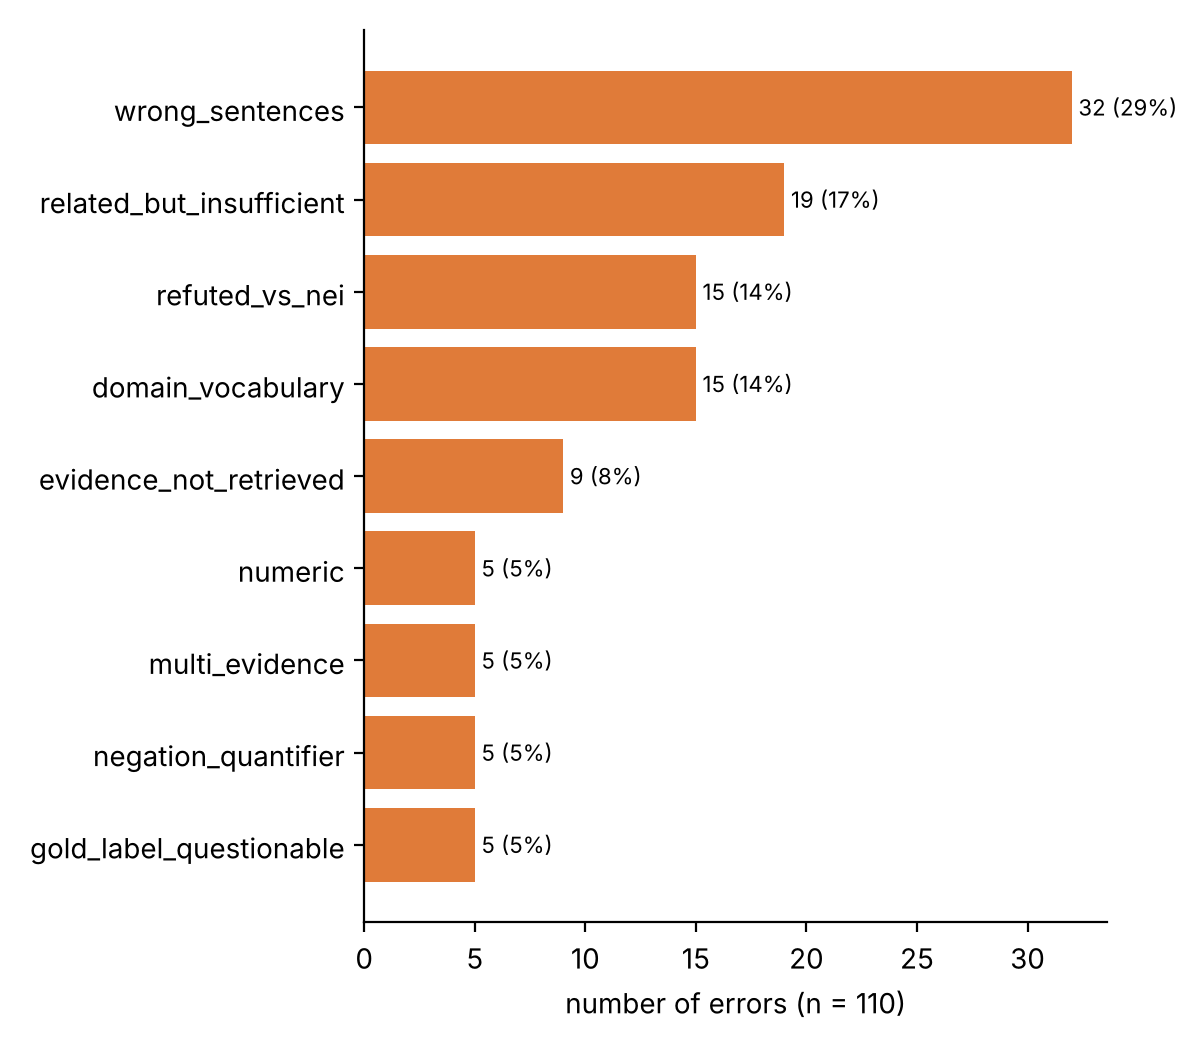 wrong_sentences 32 (29%)
related_but_insufficient 19 (17%)
refuted_vs_nei 15 (14%)
domain_vocabulary 15 (14%)
evidence_not_retrieved 9 (8%)
numeric 5 (5%)
multi_evidence 5 (5%)
negation_quantifier 5 (5%)
gold_label_questionable 5 (5%)
0 5 10 15 20 25 30
number of errors (n = 110)